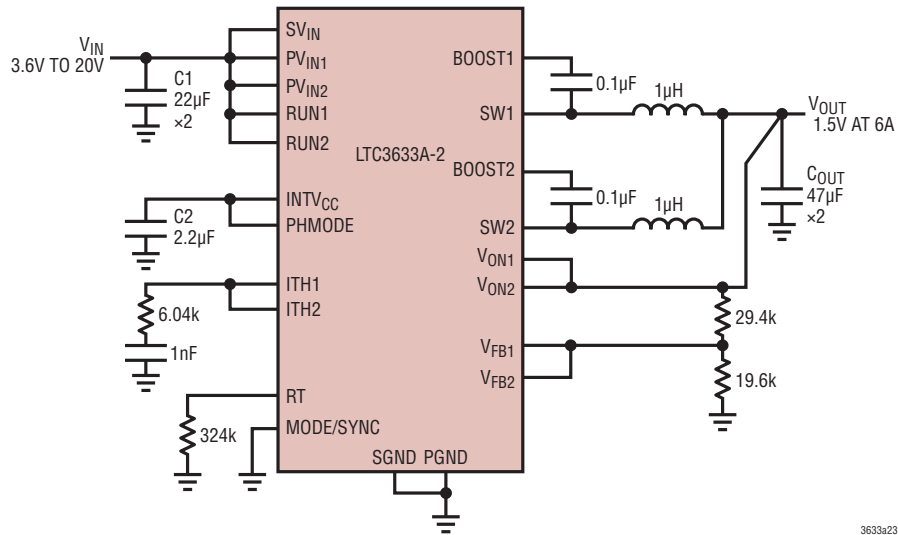 V_IN
3.6V TO 20V
C1
22µF
×2
SV_IN
PV_IN1
PV_IN2
RUN1
RUN2
INTV_CC
PHMODE
C2
2.2µF
ITH1
ITH2
6.04k
1nF
RT
MODE/SYNC
324k
SGND PGND
LTC3633A-2
BOOST1
0.1µF
SW1
1µH
BOOST2
0.1µF
SW2
1µH
V_ON1
V_ON2
V_FB1
V_FB2
V_OUT
1.5V AT 6A
C_OUT
47µF
×2
29.4k
19.6k
3633a23